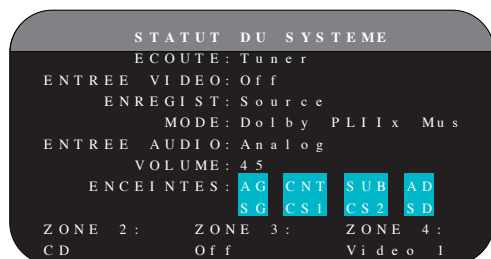 STATUT DU SYSTEME
ECOUTE: Tuner
ENTREE VIDEO: Off
ENREGIST: Source
MODE: Dolby PLIIx Mus
ENTREE AUDIO: Analog
VOLUME: 45
ENCEINTES: AG CNT SUB AD
SG CS1 CS2 SD
ZONE 2: ZONE 3: ZONE 4:
CD Off Video 1